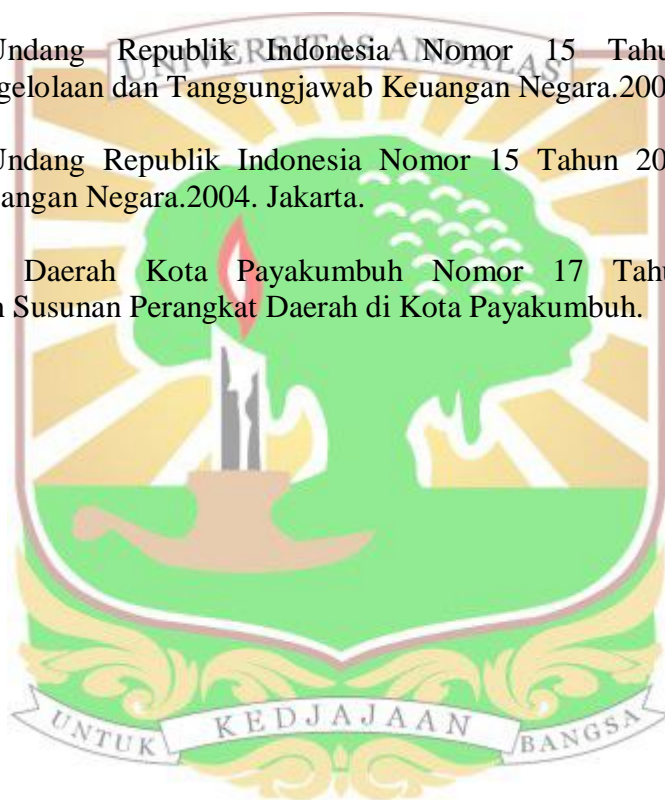 UNIVERSITAS ANDALAS
Undang Republik Indonesia Nomor 15 Tahu
gelolaan dan Tanggungjawab Keuangan Negara.200
Undang Republik Indonesia Nomor 15 Tahun 20
angan Negara.2004. Jakarta.
Daerah Kota Payakumbuh Nomor 17 Tahu
n Susunan Perangkat Daerah di Kota Payakumbuh.
UNTUK KEDJAJAAN BANGSA